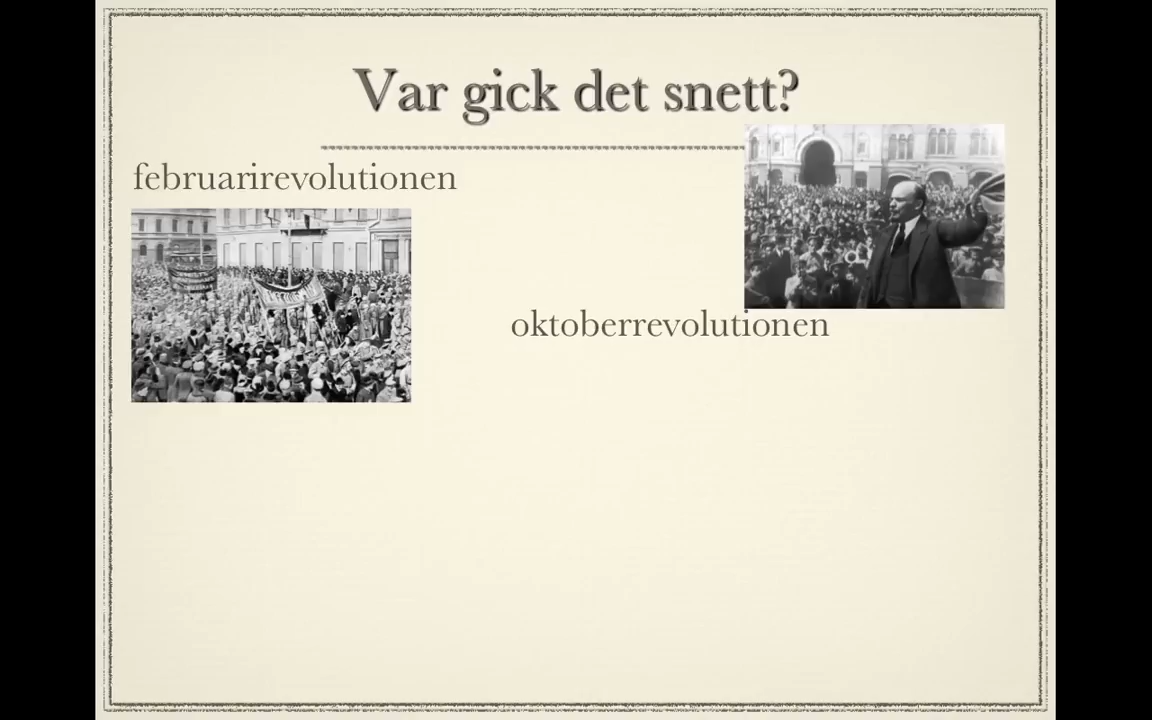 Var gick det snett?
februarirevolutionen
oktoberrevolutionen